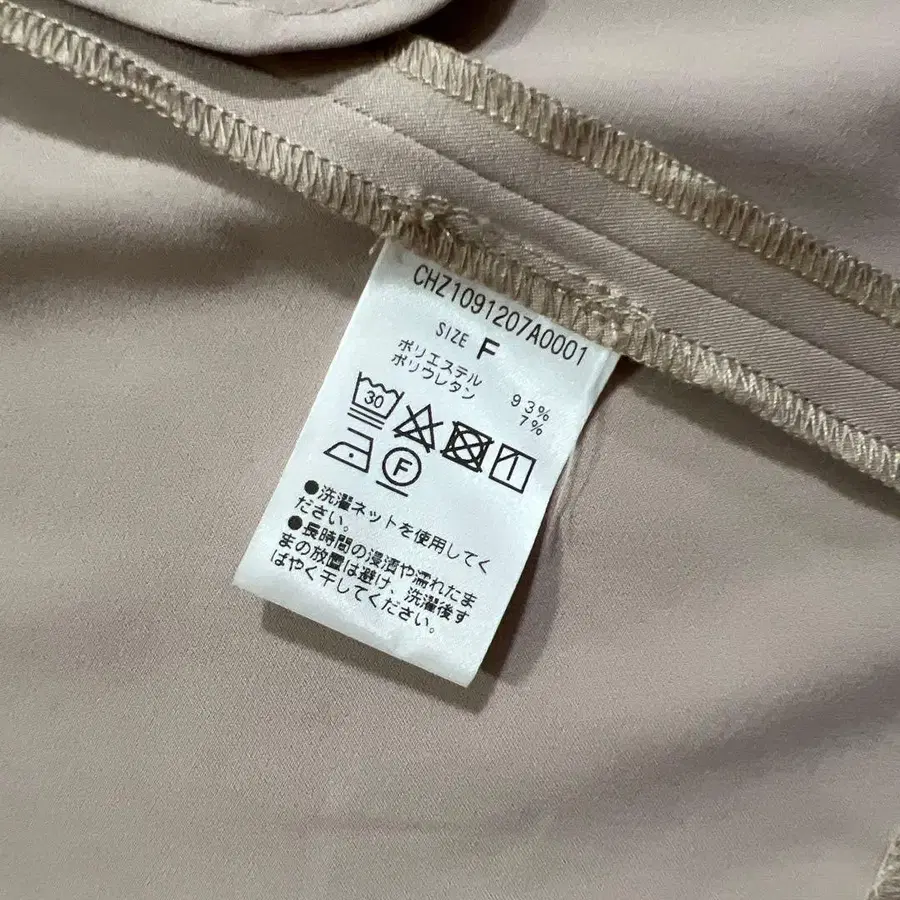 CHZ1091207A0001
SIZE F
ポリエステル 93%
ポリウレタン 7%
30
F
●洗濯ネットを使用してく
ださい。
●長時間の浸漬や濡れたま
まの放置は避け、洗濯後す
ばやく干してください。